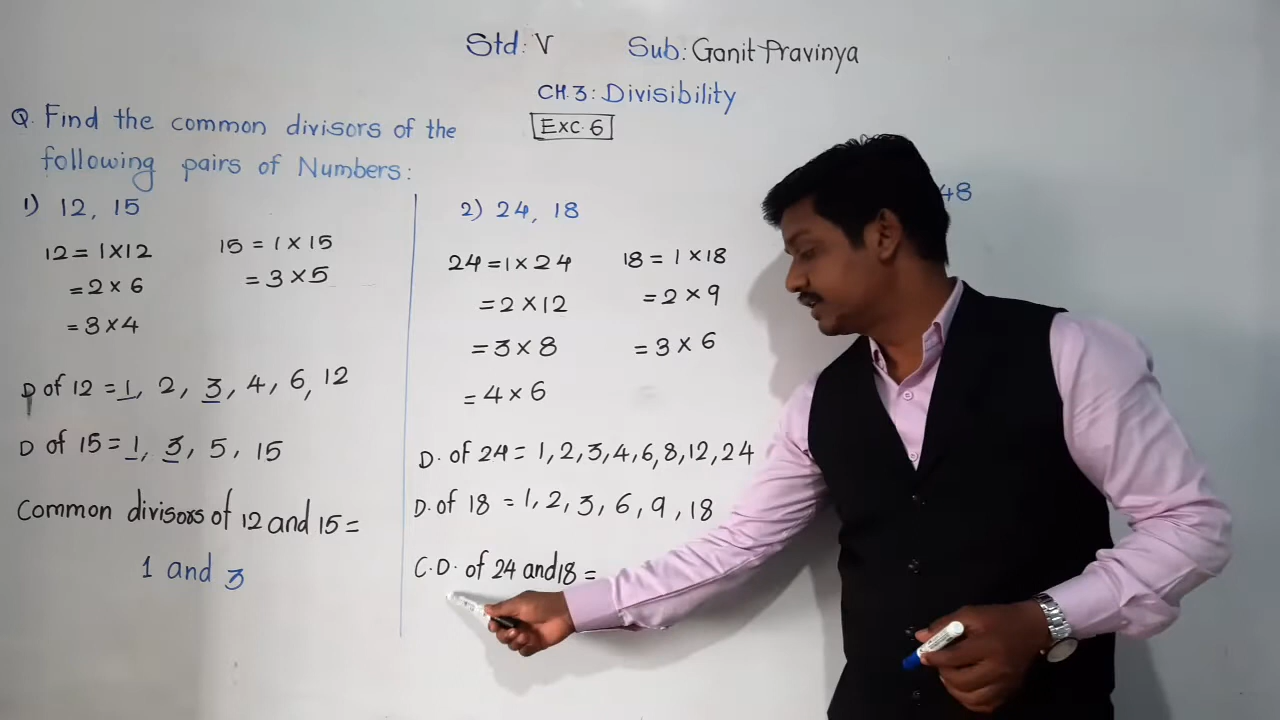 Std: V Sub: Ganit Pravinya
CH.3: Divisibility
Exc. 6
Q. Find the common divisors of the
following pairs of Numbers:
1) 12, 15
12 = 1 × 12
= 2 × 6
= 3 × 4
15 = 1 × 15
= 3 × 5
D of 12 = 1, 2, 3, 4, 6, 12
D of 15 = 1, 3, 5, 15
Common divisors of 12 and 15 =
1 and 3
2) 24, 18
24 = 1 × 24
= 2 × 12
= 3 × 8
= 4 × 6
18 = 1 × 18
= 2 × 9
= 3 × 6
D. of 24 = 1, 2, 3, 4, 6, 8, 12, 24
D. of 18 = 1, 2, 3, 6, 9, 18
C.D. of 24 and 18 =
48